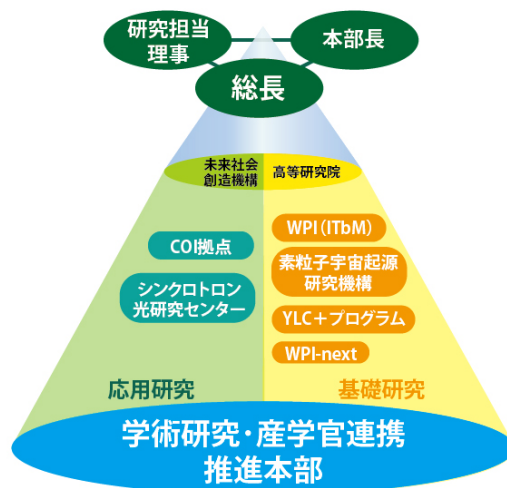 研究担当
理事
本部長
総長
未来社会
創造機構
高等研究院
COI拠点
シンクロトロン
光研究センター
WPI(ITbM)
素粒子宇宙起源
研究機構
YLC+プログラム
WPI-next
応用研究
基礎研究
学術研究・産学官連携
推進本部